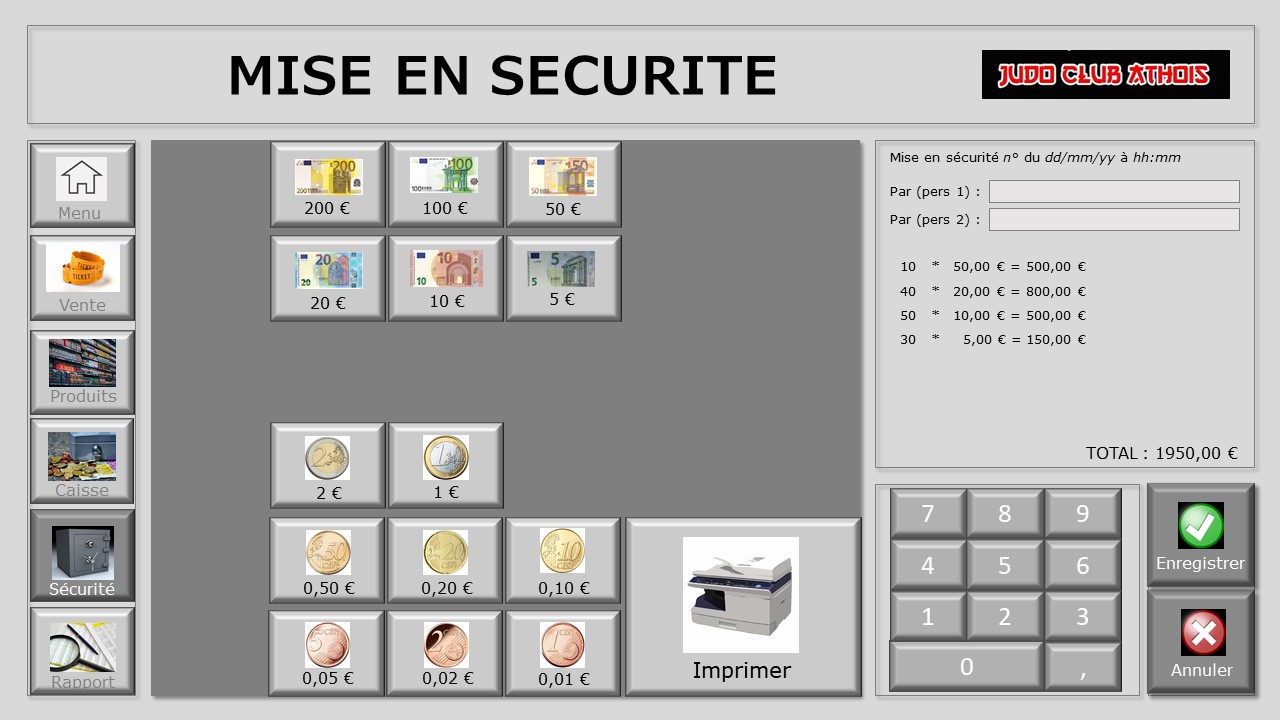 MISE EN SECURITE
JUDO CLUB ATHOIS
Menu
Vente
Produits
Caisse
Sécurité
Rapport
200 €
100 €
50 €
20 €
10 €
5 €
2 €
1 €
0,50 €
0,20 €
0,10 €
0,05 €
0,02 €
0,01 €
Imprimer
Mise en sécurité n° du dd/mm/yy à hh:mm
Par (pers 1) :
Par (pers 2) :
10 * 50,00 € = 500,00 €
40 * 20,00 € = 800,00 €
50 * 10,00 € = 500,00 €
30 * 5,00 € = 150,00 €
TOTAL : 1950,00 €
7 8 9
4 5 6
1 2 3
0 ,
Enregistrer
Annuler